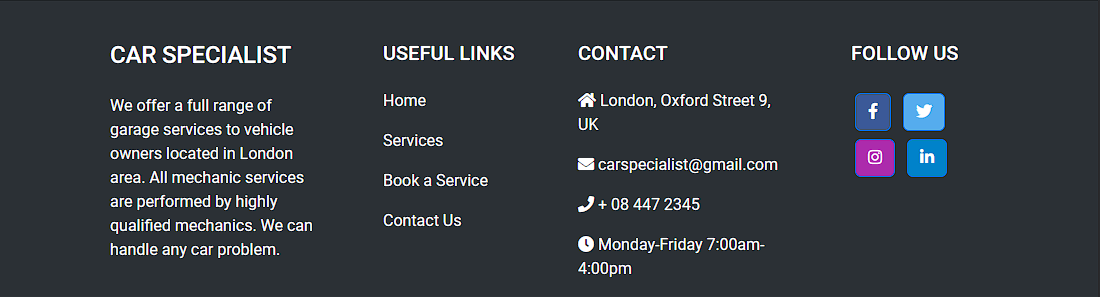 CAR SPECIALIST
We offer a full range of
garage services to vehicle
owners located in London
area. All mechanic services
are performed by highly
qualified mechanics. We can
handle any car problem.
USEFUL LINKS
Home
Services
Book a Service
Contact Us
CONTACT
London, Oxford Street 9,
UK
carspecialist@gmail.com
+ 08 447 2345
Monday-Friday 7:00am-
4:00pm
FOLLOW US